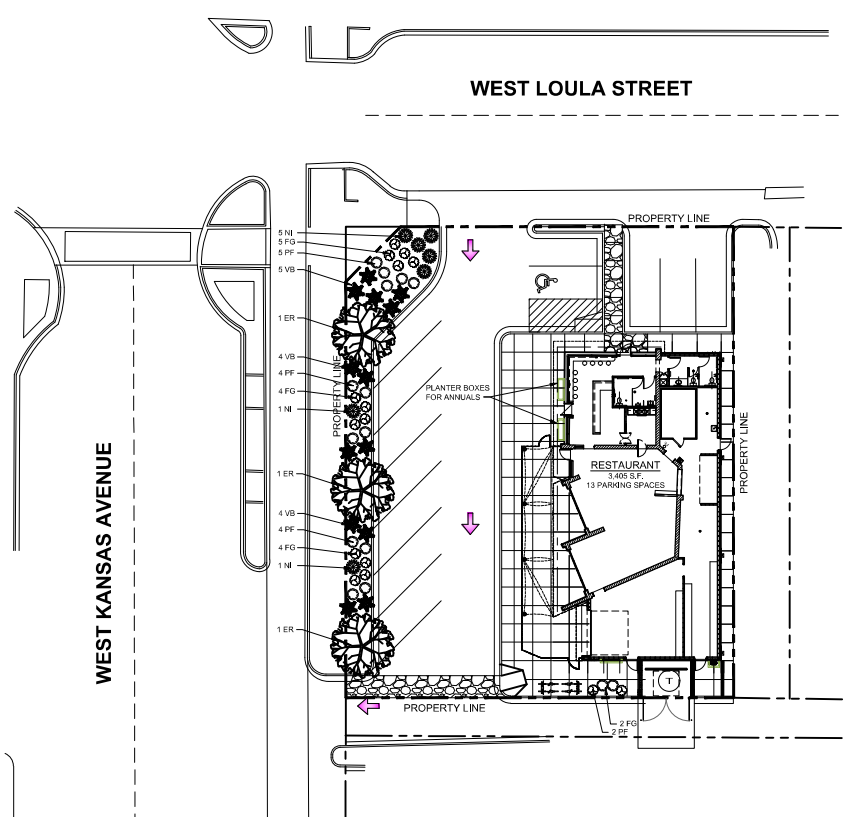 WEST LOULA STREET
PROPERTY LINE
5 NI
5 FG
5 PF
5 VB
1 ER
4 VB
4 PF
4 FG
1 NI
PROPERTY LINE
PLANTER BOXES
FOR ANNUALS
RESTAURANT
3,405 S.F.
13 PARKING SPACES
PROPERTY LINE
WEST KANSAS AVENUE
1 ER
4 VB
4 PF
4 FG
1 NI
1 ER
T
PROPERTY LINE
2 FG
2 PF